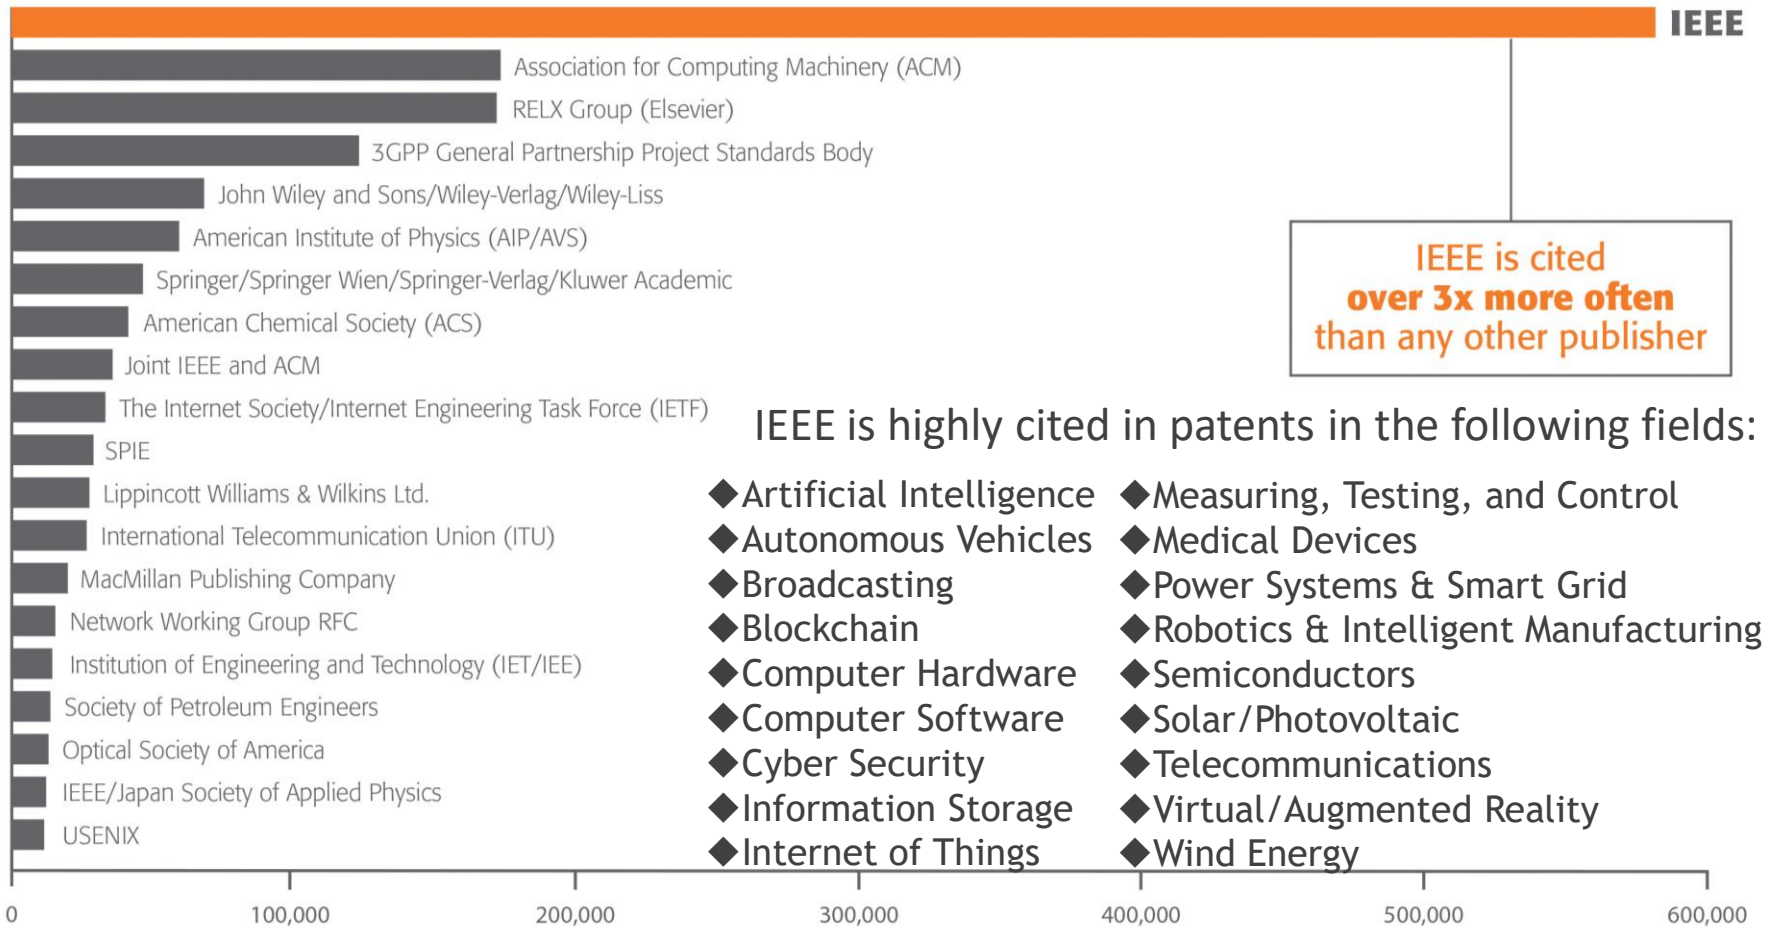 IEEE
Association for Computing Machinery (ACM)
RELX Group (Elsevier)
3GPP General Partnership Project Standards Body
John Wiley and Sons/Wiley-Verlag/Wiley-Liss
American Institute of Physics (AIP/AVS)
Springer/Springer Wien/Springer-Verlag/Kluwer Academic
American Chemical Society (ACS)
Joint IEEE and ACM
The Internet Society/Internet Engineering Task Force (IETF)
SPIE
Lippincott Williams & Wilkins Ltd.
International Telecommunication Union (ITU)
MacMillan Publishing Company
Network Working Group RFC
Institution of Engineering and Technology (IET/IEE)
Society of Petroleum Engineers
Optical Society of America
IEEE/Japan Society of Applied Physics
USENIX
IEEE is cited
over 3x more often
than any other publisher
IEEE is highly cited in patents in the following fields:
◆Artificial Intelligence
◆Autonomous Vehicles
◆Broadcasting
◆Blockchain
◆Computer Hardware
◆Computer Software
◆Cyber Security
◆Information Storage
◆Internet of Things
◆Measuring, Testing, and Control
◆Medical Devices
◆Power Systems & Smart Grid
◆Robotics & Intelligent Manufacturing
◆Semiconductors
◆Solar/Photovoltaic
◆Telecommunications
◆Virtual/Augmented Reality
◆Wind Energy
0 100,000 200,000 300,000 400,000 500,000 600,000